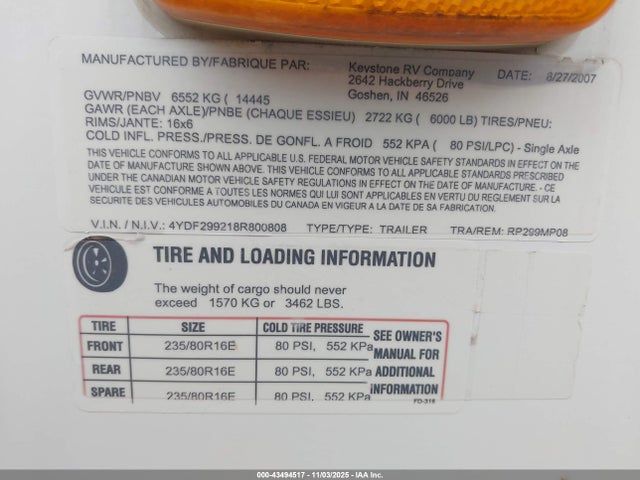 MANUFACTURED BY/FABRIQUE PAR: Keystone RV Company DATE: 8/27/2007
2642 Hackberry Drive
Goshen, IN 46526
GVWR/PNBV 6552 KG ( 14445
GAWR (EACH AXLE)/PNBE (CHAQUE ESSIEU) 2722 KG ( 6000 LB) TIRES/PNEU:
RIMS/JANTE: 16x6
COLD INFL. PRESS./PRESS. DE GONFL. A FROID 552 KPA ( 80 PSI/LPC) - Single Axle
THIS VEHICLE CONFORMS TO ALL APPLICABLE U.S. FEDERAL MOTOR VEHICLE SAFETY STANDARDS IN EFFECT ON THE
DATE OF MANUFACTURE SHOWN ABOVE. THIS VEHICLE CONFORMS TO ALL APPLICABLE STANDARDS PRESCRIBED
UNDER THE CANADIAN MOTOR VEHICLE SAFETY REGULATIONS IN EFFECT ON THE DATE OF MANUFACTURE - CE
VEHICULE EST CONFORME A TOUTES LES NORMES QUI LUI SONT APPLICABLES EN VERTU DU REGLEMENT SUR LA
SECURITE DES VEHICULES AUTOMOBILES DU CANADA EN VIGEUR A LA DATE DE SA FABRICATION.
V.I.N. / N.I.V.: 4YDF299218R800808 TYPE/TYPE: TRAILER TRA/REM: RP299MP08
TIRE AND LOADING INFORMATION
The weight of cargo should never
exceed 1570 KG or 3462 LBS.
TIRE SIZE COLD TIRE PRESSURE SEE OWNER'S
MANUAL FOR
ADDITIONAL
INFORMATION
FRONT 235/80R16E 80 PSI, 552 KPa
REAR 235/80R16E 80 PSI, 552 KPa
SPARE 235/80R16E 80 PSI, 552 KPa
FD-316
000-43494517 - 11/03/2025 - IAA Inc.